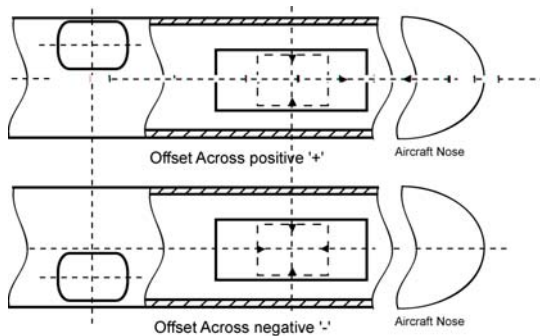 Offset Across positive '+'
Aircraft Nose
Offset Across negative '-'
Aircraft Nose